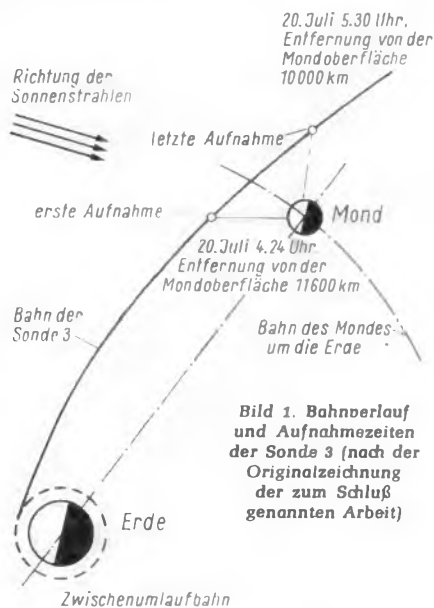 20. Juli 5.30 Uhr,
Entfernung von der
Mondoberfläche
10000 km
Richtung der
Sonnenstrahlen
letzte Aufnahme
erste Aufnahme
Mond
20. Juli 4.24 Uhr
Entfernung von der
Mondoberfläche 11600 km
Bahn der
Sonde 3
Bahn des Mondes
um die Erde
Bild 1. Bahnverlauf
und Aufnahmezeiten
der Sonde 3 (nach der
Originalzeichnung
der zum Schluß
genannten Arbeit)
Erde
Zwischenumlaufbahn